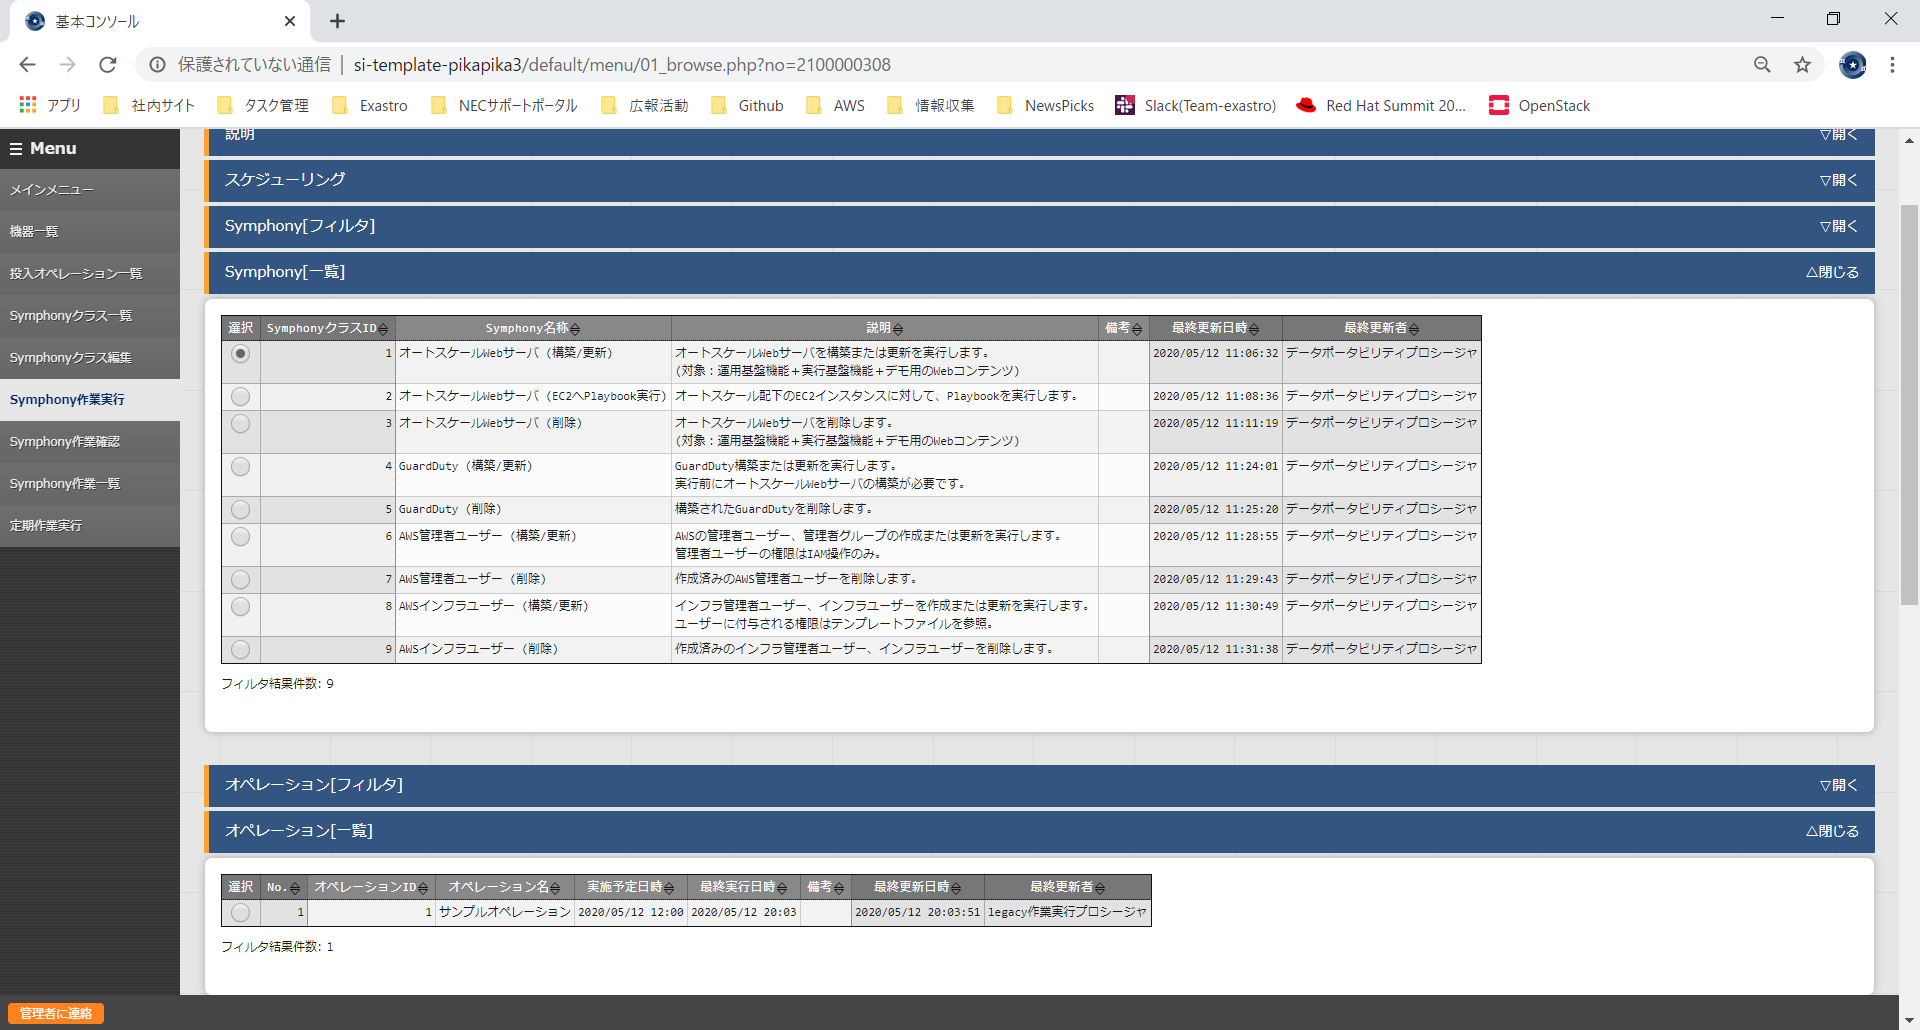 基本コンソール
保護されていない通信 | si-template-pikapika3/default/menu/01_browse.php?no=2100000308
アプリ 社内サイト タスク管理 Exastro NECサポートポータル 広報活動 Github AWS 情報収集 NewsPicks Slack(Team-exastro) Red Hat Summit 20... OpenStack
Menu
メインメニュー
機器一覧
投入オペレーション一覧
Symphonyクラス一覧
Symphonyクラス編集
Symphony作業実行
Symphony作業確認
Symphony作業一覧
定期作業実行
管理者に連絡
説明 ▽開く
スケジューリング ▽開く
Symphony[フィルタ] ▽開く
Symphony[一覧] △閉じる
選択 SymphonyクラスID Symphony名称 説明 備考 最終更新日時 最終更新者
1 オートスケールWebサーバ（構築/更新） オートスケールWebサーバを構築または更新を実行します。 2020/05/12 11:06:32 データポータビリティプロシージャ
（対象：運用基盤機能＋実行基盤機能＋デモ用のWebコンテンツ）
2 オートスケールWebサーバ（EC2へPlaybook実行） オートスケール配下のEC2インスタンスに対して、Playbookを実行します。 2020/05/12 11:08:36 データポータビリティプロシージャ
3 オートスケールWebサーバ（削除） オートスケールWebサーバを削除します。 2020/05/12 11:11:19 データポータビリティプロシージャ
（対象：運用基盤機能＋実行基盤機能＋デモ用のWebコンテンツ）
4 GuardDuty（構築/更新） GuardDuty構築または更新を実行します。 2020/05/12 11:24:01 データポータビリティプロシージャ
実行前にオートスケールWebサーバの構築が必要です。
5 GuardDuty（削除） 構築されたGuardDutyを削除します。 2020/05/12 11:25:20 データポータビリティプロシージャ
6 AWS管理者ユーザー（構築/更新） AWSの管理者ユーザー、管理者グループの作成または更新を実行します。 2020/05/12 11:28:55 データポータビリティプロシージャ
管理者ユーザーの権限はIAM操作のみ。
7 AWS管理者ユーザー（削除） 作成済みのAWS管理者ユーザーを削除します。 2020/05/12 11:29:43 データポータビリティプロシージャ
8 AWSインフラユーザー（構築/更新） インフラ管理者ユーザー、インフラユーザーを作成または更新を実行します。 2020/05/12 11:30:49 データポータビリティプロシージャ
ユーザーに付与される権限はテンプレートファイルを参照。
9 AWSインフラユーザー（削除） 作成済みのインフラ管理者ユーザー、インフラユーザーを削除します。 2020/05/12 11:31:38 データポータビリティプロシージャ
フィルタ結果件数: 9
オペレーション[フィルタ] ▽開く
オペレーション[一覧] △閉じる
選択 No. オペレーションID オペレーション名 実施予定日時 最終実行日時 備考 最終更新日時 最終更新者
1 1 サンプルオペレーション 2020/05/12 12:00 2020/05/12 20:03 2020/05/12 20:03:51 legacy作業実行プロシージャ
フィルタ結果件数: 1